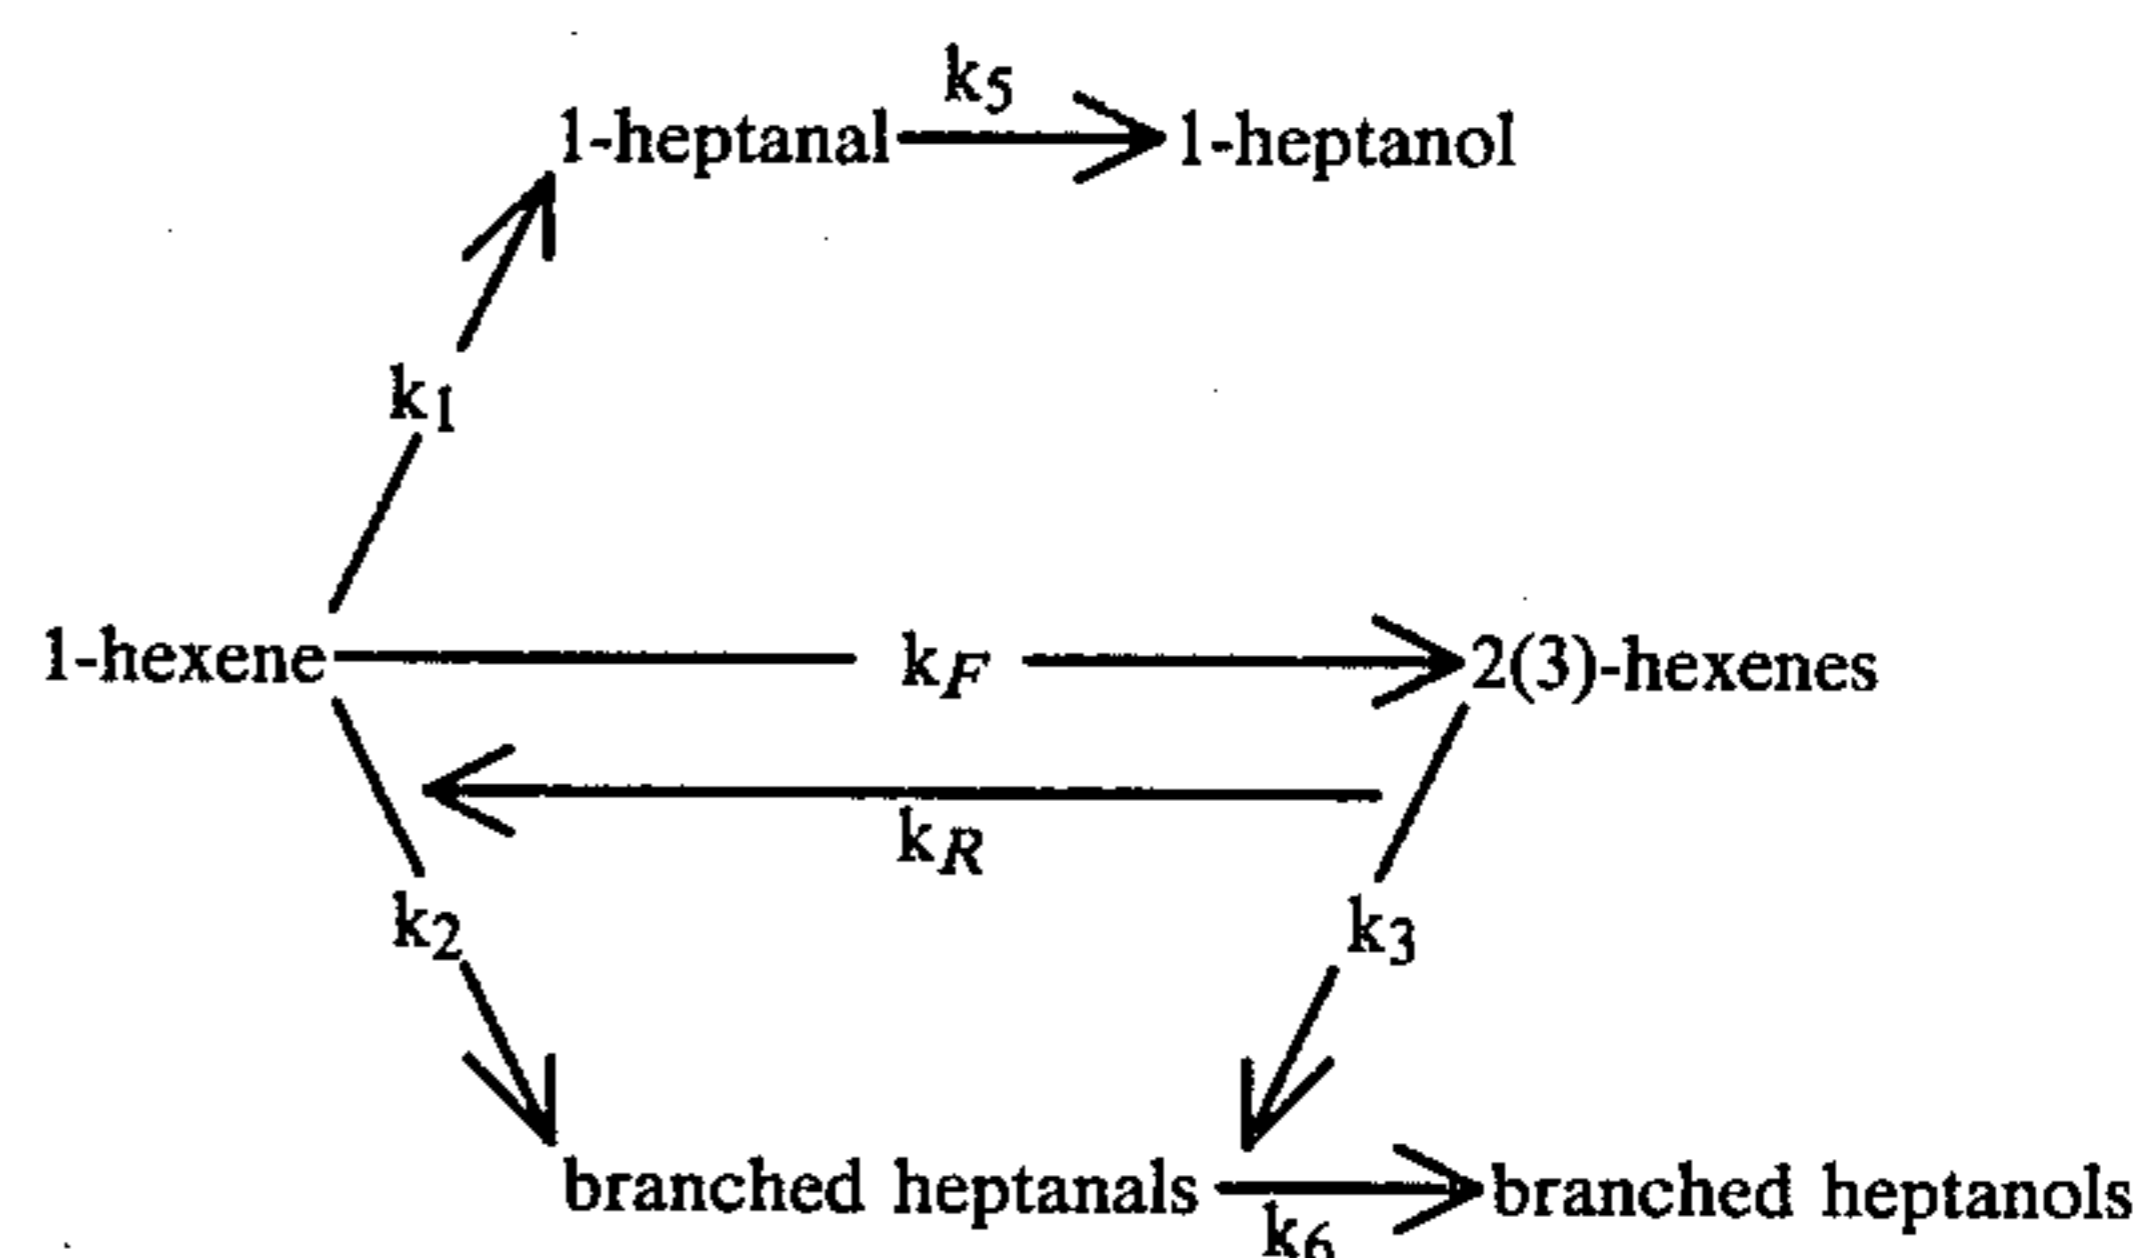 k5
1-heptanal 1-heptanol
k1
1-hexene kF 2(3)-hexenes
kR
k2 k3
branched heptanals branched heptanols
k6